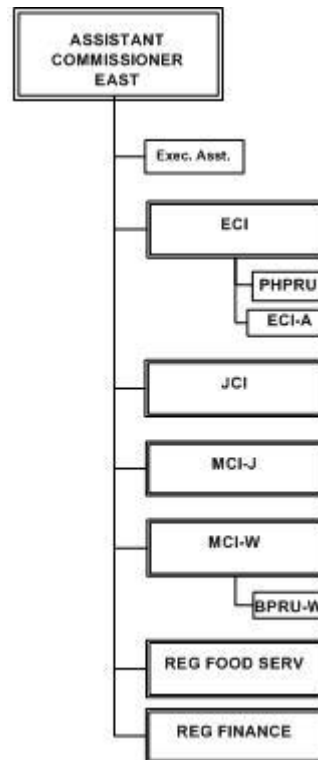 ASSISTANT
COMMISSIONER
EAST
Exec. Asst.
ECI
PHPRU
ECI-A
JCI
MCI-J
MCI-W
BPRU-W
REG FOOD SERV
REG FINANCE